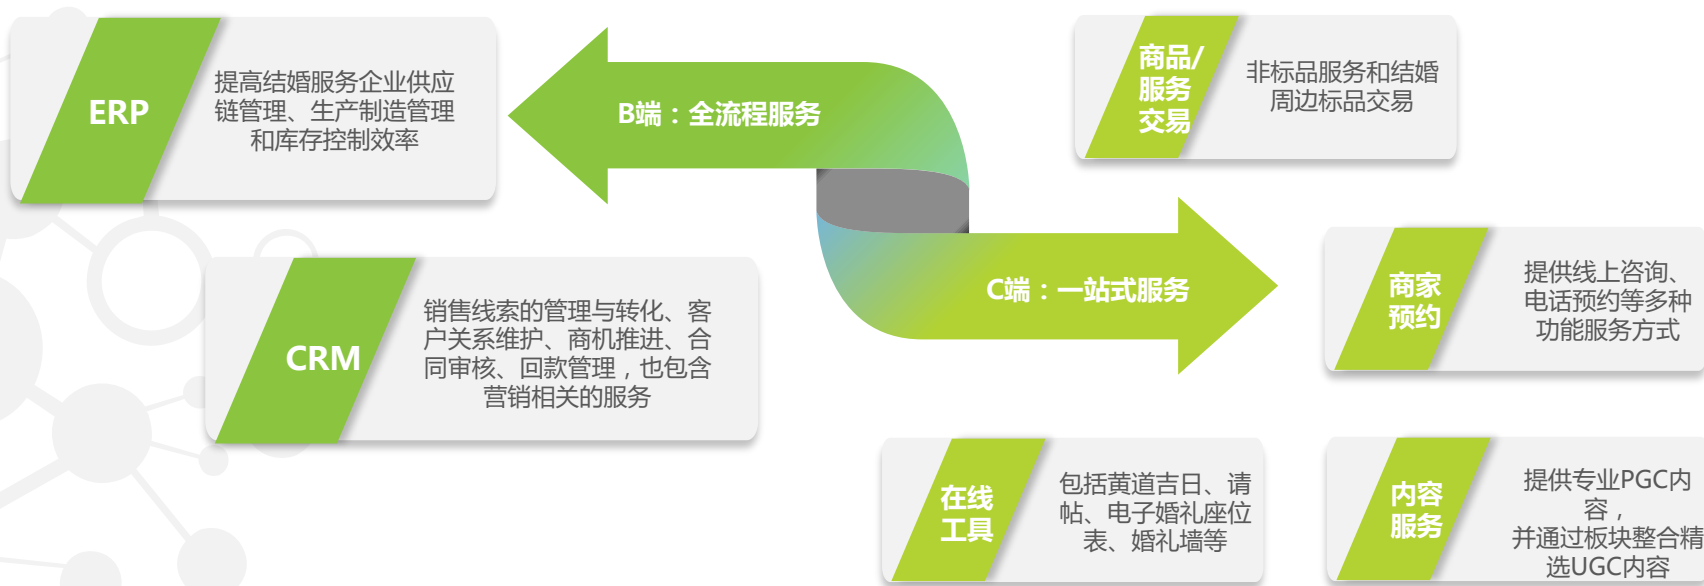 ERP
提高结婚服务企业供应
链管理、生产制造管理
和库存控制效率
B端：全流程服务
商品/
服务
交易
非标品服务和结婚
周边标品交易
CRM
销售线索的管理与转化、客
户关系维护、商机推进、合
同审核、回款管理，也包含
营销相关的服务
C端：一站式服务
商家
预约
提供线上咨询、
电话预约等多种
功能服务方式
在线
工具
包括黄道吉日、请
帖、电子婚礼座位
表、婚礼墙等
内容
服务
提供专业PGC内
容，
并通过板块整合精
选UGC内容